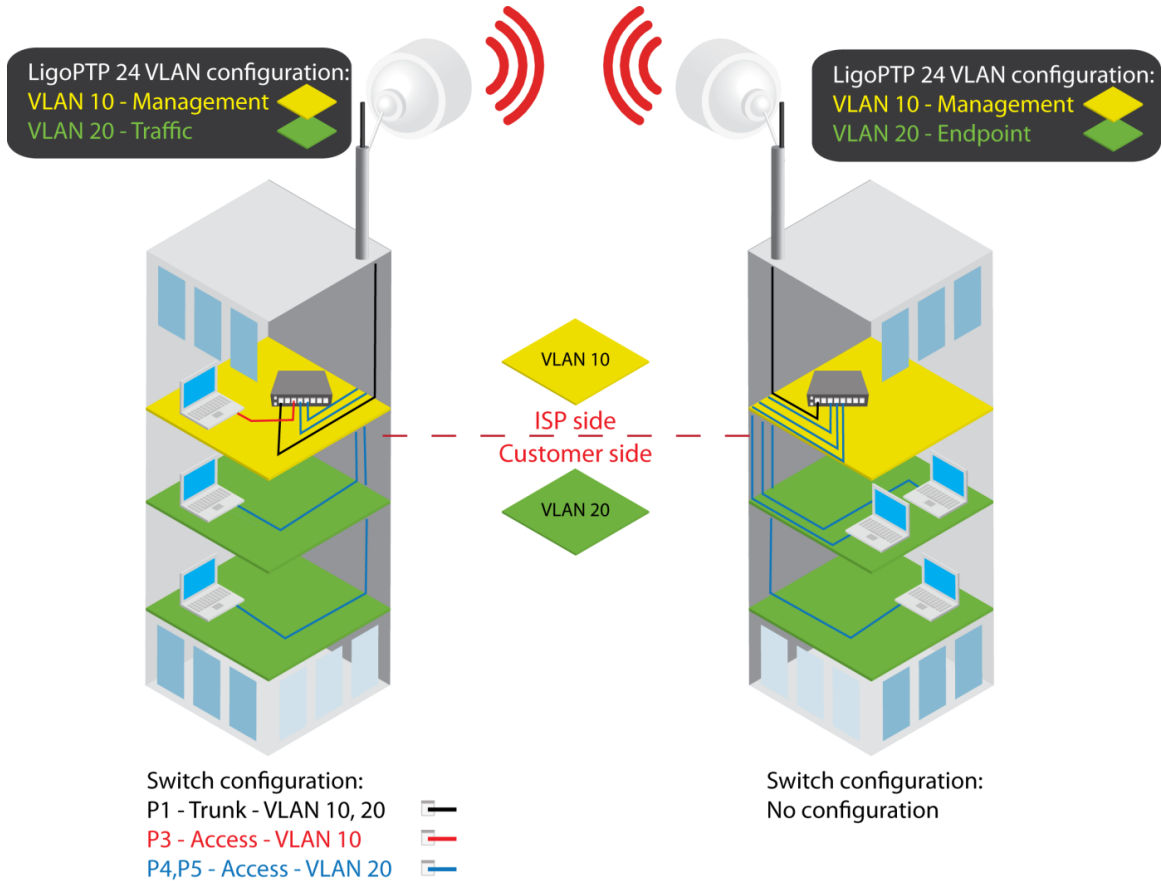 LigoPTP 24 VLAN configuration:
VLAN 10 - Management
VLAN 20 - Traffic
LigoPTP 24 VLAN configuration:
VLAN 10 - Management
VLAN 20 - Endpoint
VLAN 10
ISP side
Customer side
VLAN 20
Switch configuration:
P1 - Trunk - VLAN 10, 20
P3 - Access - VLAN 10
P4,P5 - Access - VLAN 20
Switch configuration:
No configuration